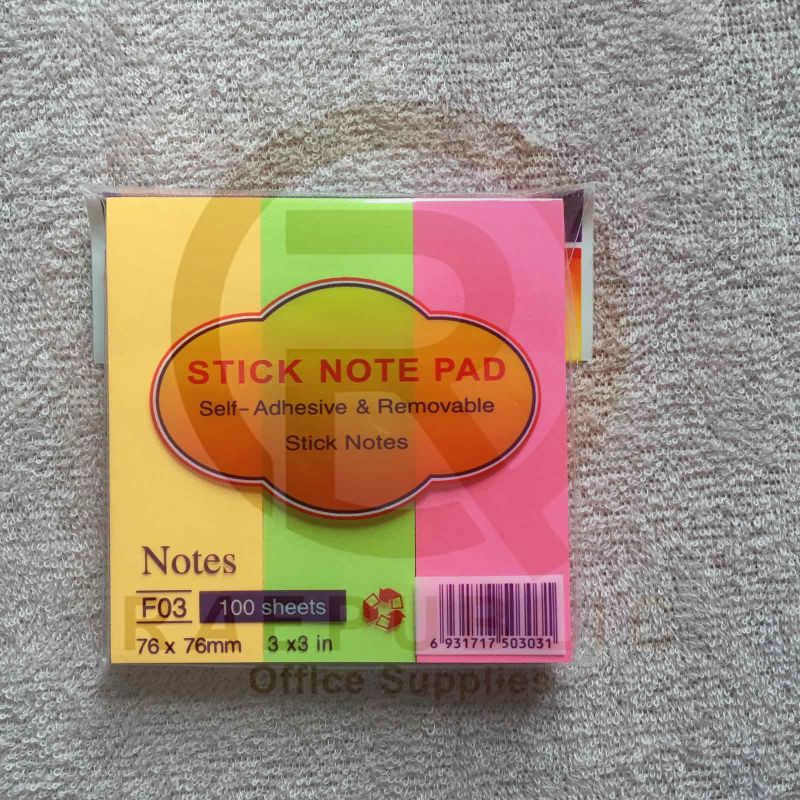 STICK NOTE PAD
Self-Adhesive & Removable
Stick Notes
Notes
F03
100 sheets
76 x 76mm 3 x3 in
6 931717 503031
RAEPUBLIC
Office Supplies